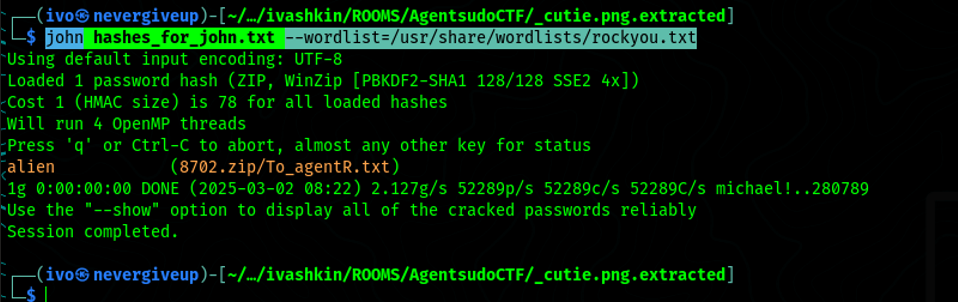 ┌──(ivo㉿nevergiveup)-[~/…/ivashkin/ROOMS/AgentsudoCTF/_cutie.png.extracted]
└─$ john hashes_for_john.txt --wordlist=/usr/share/wordlists/rockyou.txt
Using default input encoding: UTF-8
Loaded 1 password hash (ZIP, WinZip [PBKDF2-SHA1 128/128 SSE2 4x])
Cost 1 (HMAC size) is 78 for all loaded hashes
Will run 4 OpenMP threads
Press 'q' or Ctrl-C to abort, almost any other key for status
alien            (8702.zip/To_agentR.txt)
1g 0:00:00:00 DONE (2025-03-02 08:22) 2.127g/s 52289p/s 52289c/s 52289C/s michael!..280789
Use the "--show" option to display all of the cracked passwords reliably
Session completed.
┌──(ivo㉿nevergiveup)-[~/…/ivashkin/ROOMS/AgentsudoCTF/_cutie.png.extracted]
└─$